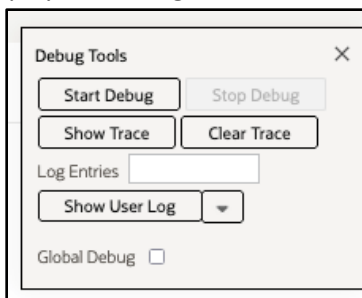 Debug Tools
Start Debug Stop Debug
Show Trace Clear Trace
Log Entries
Show User Log
Global Debug